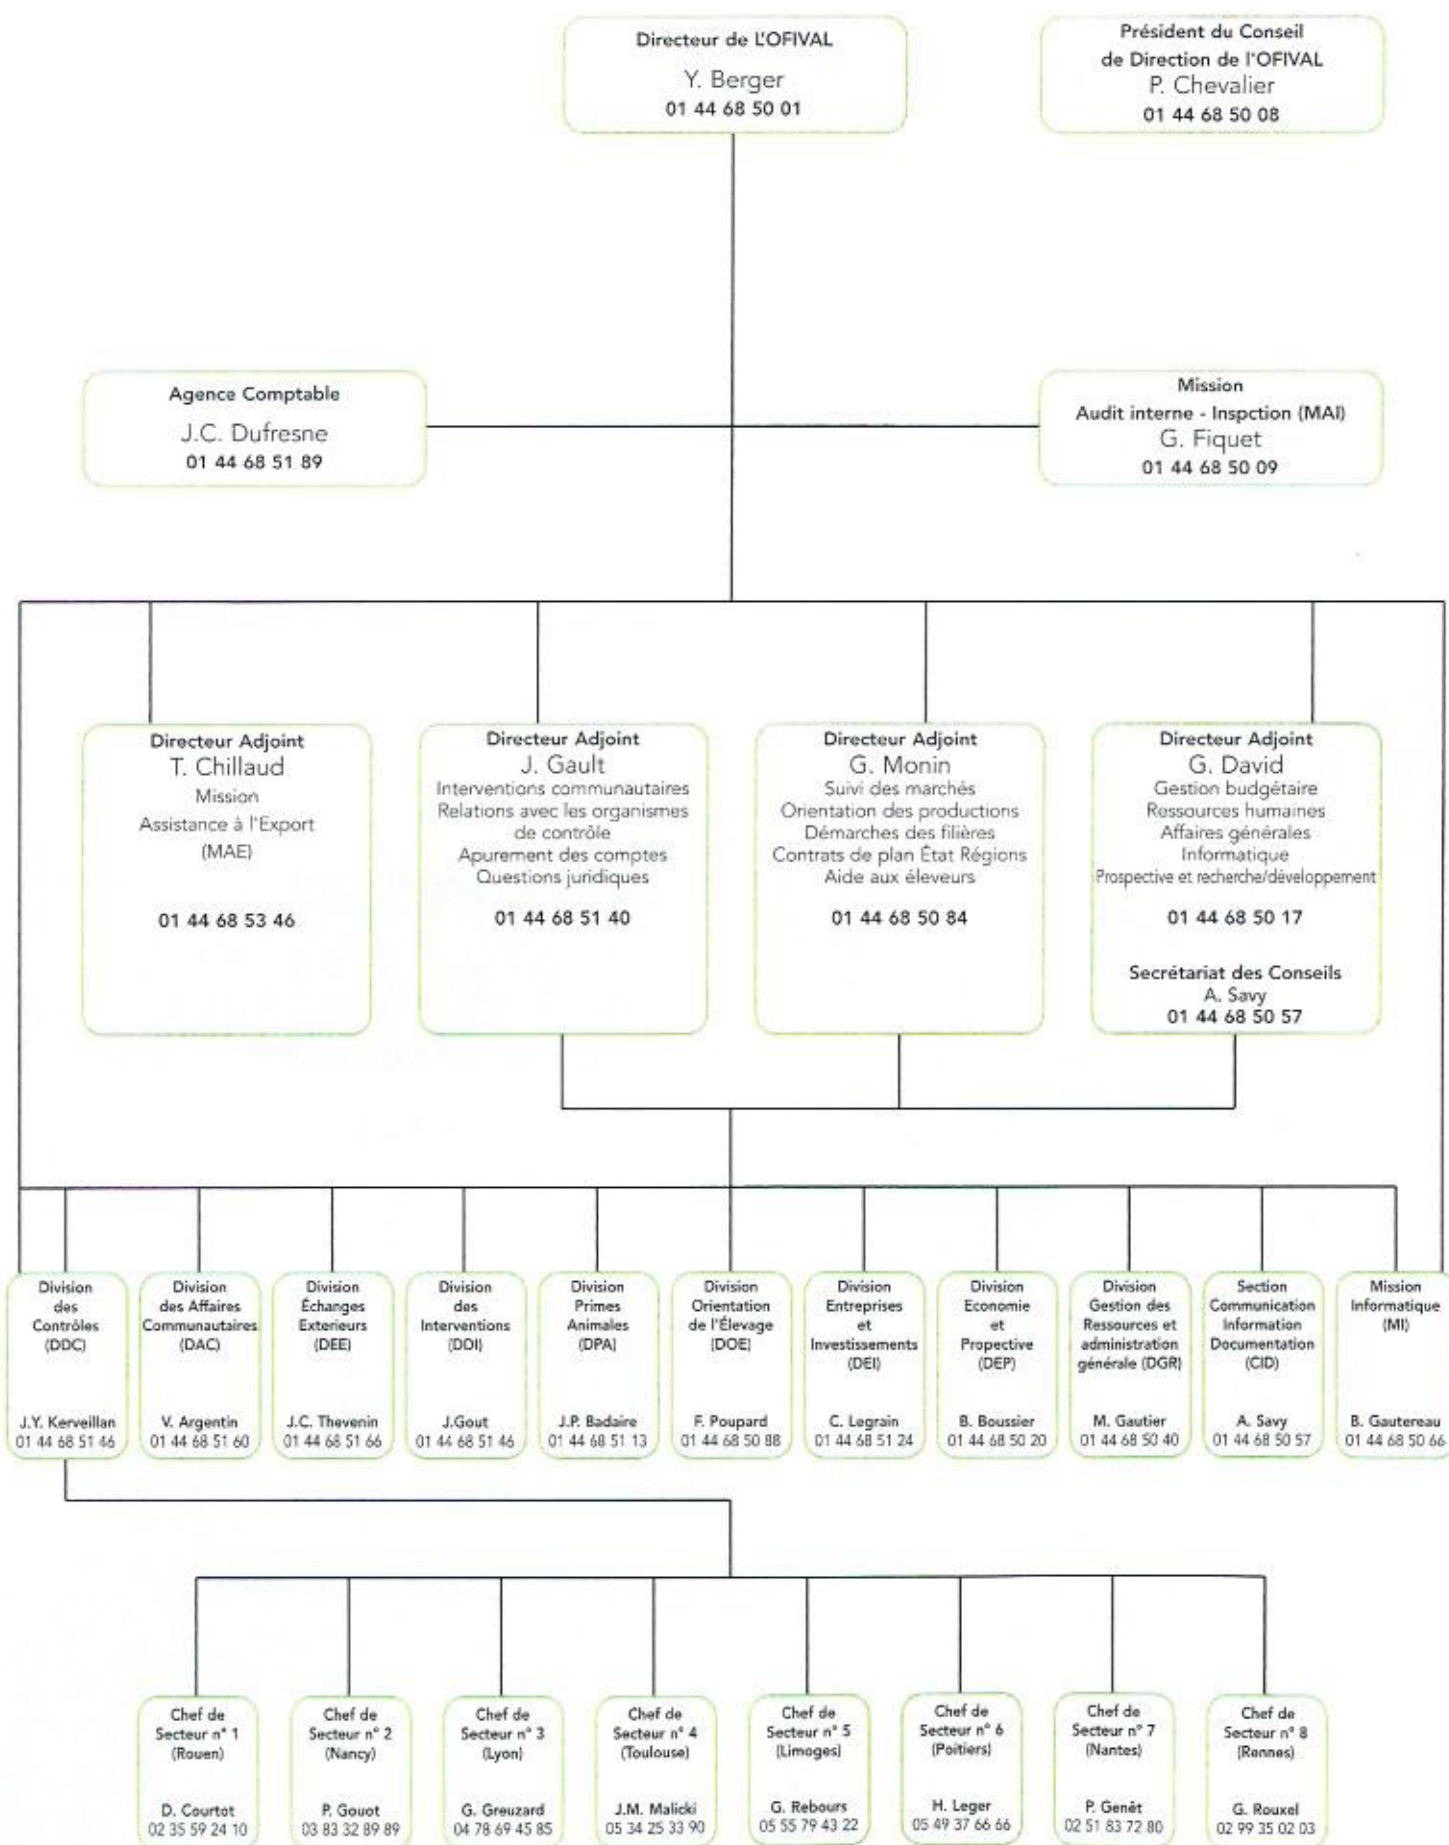 Directeur de L'OFIVAL
Y. Berger
01 44 68 50 01
Président du Conseil
de Direction de l'OFIVAL
P. Chevalier
01 44 68 50 08
Agence Comptable
J.C. Dufresne
01 44 68 51 89
Mission
Audit interne - Inspction (MAI)
G. Fiquet
01 44 68 50 09
Directeur Adjoint
T. Chillaud
Mission
Assistance à l'Export
(MAE)
01 44 68 53 46
Directeur Adjoint
J. Gault
Interventions communautaires
Relations avec les organismes
de contrôle
Apurement des comptes
Questions juridiques
01 44 68 51 40
Directeur Adjoint
G. Monin
Suivi des marchés
Orientation des productions
Démarches des filières
Contrats de plan État Régions
Aide aux éleveurs
01 44 68 50 84
Directeur Adjoint
G. David
Gestion budgétaire
Ressources humaines
Affaires générales
Informatique
Prospective et recherche/développement
01 44 68 50 17
Secrétariat des Conseils
A. Savy
01 44 68 50 57
Division
des
Contrôles
(DDC)
J.Y. Kerveillan
01 44 68 51 46
Division
des Affaires
Communautaires
(DAC)
V. Argentin
01 44 68 51 60
Division
Échanges
Exterieurs
(DEE)
J.C. Thevenin
01 44 68 51 66
Division
des
Interventions
(DOI)
J.Gout
01 44 68 51 46
Division
Primes
Animales
(DPA)
J.P. Badaire
01 44 68 51 13
Division
Orientation
de l'Élevage
(DOE)
F. Poupard
01 44 68 50 88
Division
Entreprises
et
Investissements
(DEI)
C. Legrain
01 44 68 51 24
Division
Economie
et
Propective
(DEP)
B. Boussier
01 44 68 50 20
Division
Gestion des
Ressources et
administration
générale (DGR)
M. Gautier
01 44 68 50 40
Section
Communication
Information
Documentation
(CID)
A. Savy
01 44 68 50 57
Mission
Informatique
(MI)
B. Gautereau
01 44 68 50 66
Chef de
Secteur n° 1
(Rouen)
D. Courtot
02 35 59 24 10
Chef de
Secteur n° 2
(Nancy)
P. Gouot
03 83 32 89 89
Chef de
Secteur n° 3
(Lyon)
G. Greuzard
04 78 69 45 85
Chef de
Secteur n° 4
(Toulouse)
J.M. Malicki
05 34 25 33 90
Chef de
Secteur n° 5
(Limoges)
G. Rebours
05 55 79 43 22
Chef de
Secteur n° 6
(Poitiers)
H. Leger
05 49 37 66 66
Chef de
Secteur n° 7
(Nantes)
P. Genêt
02 51 83 72 80
Chef de
Secteur n° 8
(Rennes)
G. Rouxel
02 99 35 02 03